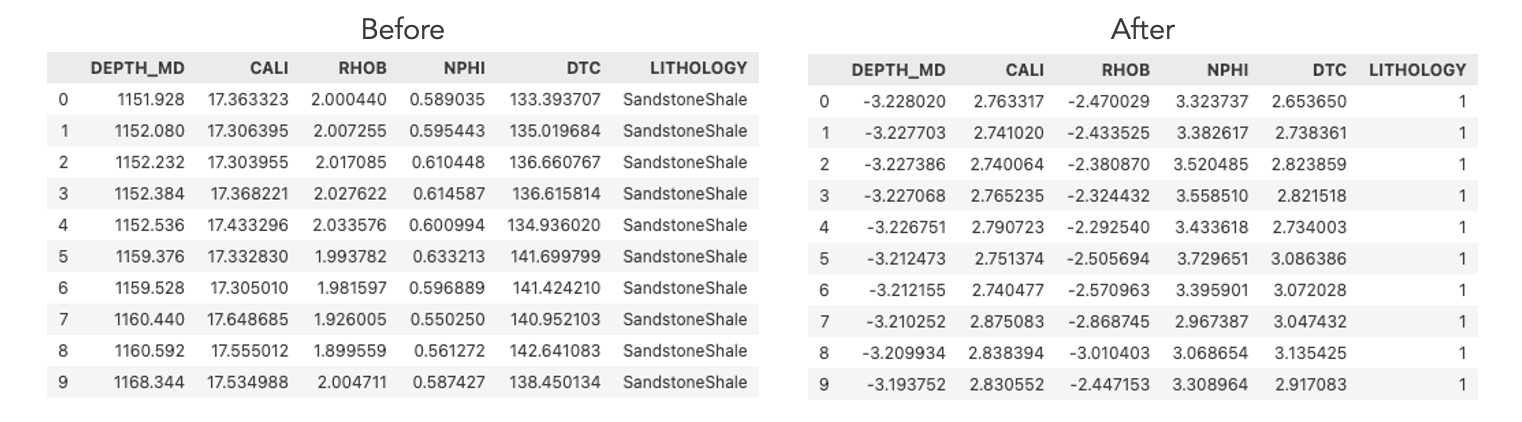 Before
DEPTH_MD CALI RHOB NPHI DTC LITHOLOGY
0 1151.928 17.363323 2.000440 0.589035 133.393707 SandstoneShale
1 1152.080 17.306395 2.007255 0.595443 135.019684 SandstoneShale
2 1152.232 17.303955 2.017085 0.610448 136.660767 SandstoneShale
3 1152.384 17.368221 2.027622 0.614587 136.615814 SandstoneShale
4 1152.536 17.433296 2.033576 0.600994 134.936020 SandstoneShale
5 1159.376 17.332830 1.993782 0.633213 141.699799 SandstoneShale
6 1159.528 17.305010 1.981597 0.596889 141.424210 SandstoneShale
7 1160.440 17.648685 1.926005 0.550250 140.952103 SandstoneShale
8 1160.592 17.555012 1.899559 0.561272 142.641083 SandstoneShale
9 1168.344 17.534988 2.004711 0.587427 138.450134 SandstoneShale
After
DEPTH_MD CALI RHOB NPHI DTC LITHOLOGY
0 -3.228020 2.763317 -2.470029 3.323737 2.653650 1
1 -3.227703 2.741020 -2.433525 3.382617 2.738361 1
2 -3.227386 2.740064 -2.380870 3.520485 2.823859 1
3 -3.227068 2.765235 -2.324432 3.558510 2.821518 1
4 -3.226751 2.790723 -2.292540 3.433618 2.734003 1
5 -3.212473 2.751374 -2.505694 3.729651 3.086386 1
6 -3.212155 2.740477 -2.570963 3.395901 3.072028 1
7 -3.210252 2.875083 -2.868745 2.967387 3.047432 1
8 -3.209934 2.838394 -3.010403 3.068654 3.135425 1
9 -3.193752 2.830552 -2.447153 3.308964 2.917083 1